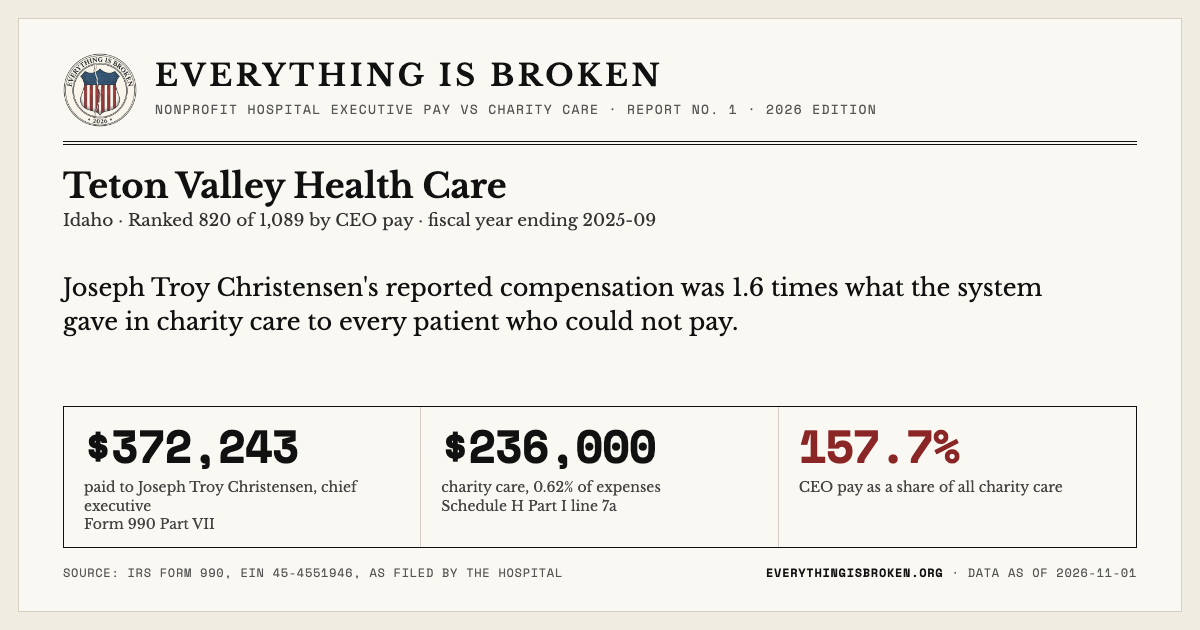 EVERYTHING IS BROKEN
· 2026 ·
EVERYTHING IS BROKEN
NONPROFIT HOSPITAL EXECUTIVE PAY VS CHARITY CARE · REPORT NO. 1 · 2026 EDITION
Teton Valley Health Care
Idaho · Ranked 820 of 1,089 by CEO pay · fiscal year ending 2025-09
Joseph Troy Christensen's reported compensation was 1.6 times what the system
gave in charity care to every patient who could not pay.
$372,243
paid to Joseph Troy Christensen, chief
executive
Form 990 Part VII
$236,000
charity care, 0.62% of expenses
Schedule H Part I line 7a
157.7%
CEO pay as a share of all charity care
SOURCE: IRS FORM 990, EIN 45-4551946, AS FILED BY THE HOSPITAL
EVERYTHINGISBROKEN.ORG · DATA AS OF 2026-11-01